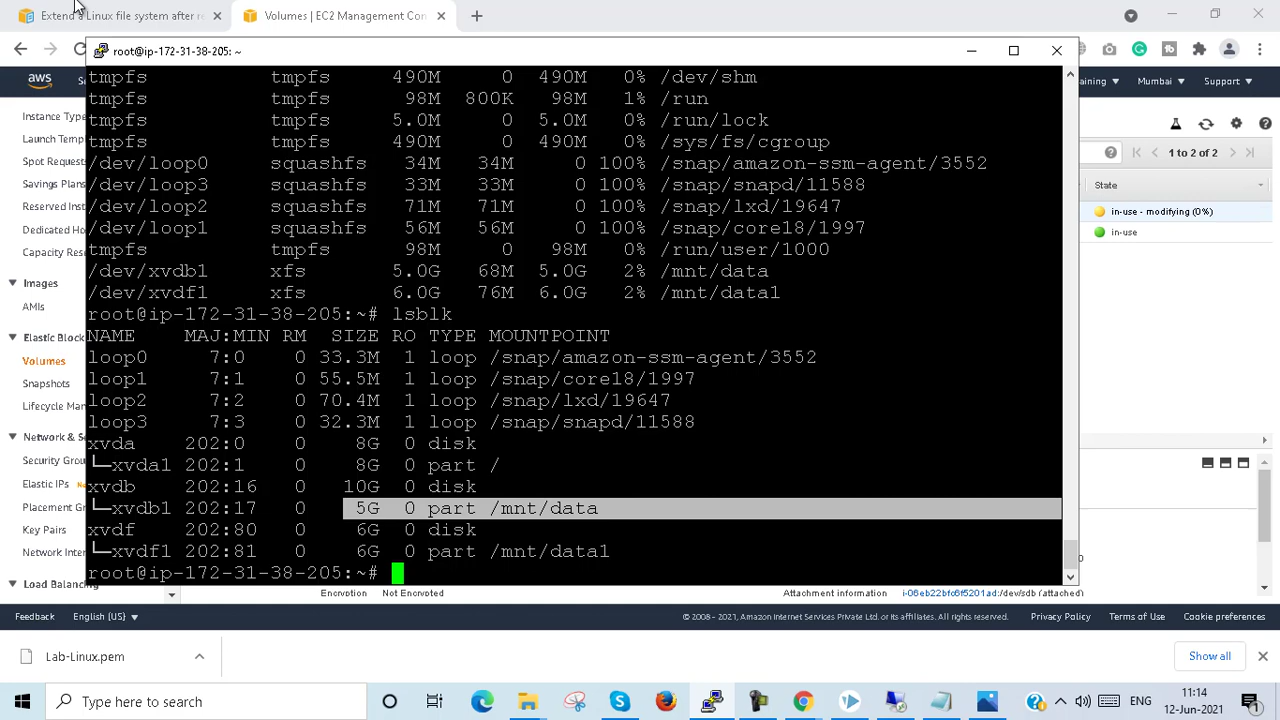 Extend a Linux file system after re
Volumes | EC2 Management Con
root@ip-172-31-38-205: ~
aws
Mumbai
Support
Instance Type
Launch Templ
Spot Request
Savings Plans
Reserved Inst
Dedicated Ho
Capacity Res
Images
AMIs
Elastic Block
Volumes
Snapshots
Lifecycle Man
Network & Se
Security Grou
Elastic IPs
Placement Gr
Key Pairs
Network Inter
Load Balancing
tmpfs tmpfs 490M 0 490M 0% /dev/shm
tmpfs tmpfs 98M 800K 98M 1% /run
tmpfs tmpfs 5.0M 0 5.0M 0% /run/lock
tmpfs tmpfs 490M 0 490M 0% /sys/fs/cgroup
/dev/loop0 squashfs 34M 34M 0 100% /snap/amazon-ssm-agent/3552
/dev/loop3 squashfs 33M 33M 0 100% /snap/snapd/11588
/dev/loop2 squashfs 71M 71M 0 100% /snap/lxd/19647
/dev/loop1 squashfs 56M 56M 0 100% /snap/core18/1997
tmpfs tmpfs 98M 0 98M 0% /run/user/1000
/dev/xvdb1 xfs 5.0G 68M 5.0G 2% /mnt/data
/dev/xvdf1 xfs 6.0G 76M 6.0G 2% /mnt/data1
root@ip-172-31-38-205:~# lsblk
NAME MAJ:MIN RM SIZE RO TYPE MOUNTPOINT
loop0 7:0 0 33.3M 1 loop /snap/amazon-ssm-agent/3552
loop1 7:1 0 55.5M 1 loop /snap/core18/1997
loop2 7:2 0 70.4M 1 loop /snap/lxd/19647
loop3 7:3 0 32.3M 1 loop /snap/snapd/11588
xvda 202:0 0 8G 0 disk
└─xvda1 202:1 0 8G 0 part /
xvdb 202:16 0 10G 0 disk
└─xvdb1 202:17 0 5G 0 part /mnt/data
xvdf 202:80 0 6G 0 disk
└─xvdf1 202:81 0 6G 0 part /mnt/data1
root@ip-172-31-38-205:~#
1 to 2 of 2
State
in-use - modifying (0%)
in-use
Encryption Not Encrypted
Attachment information i-06eb22bfc6f5201ad:/dev/sdb (attached)
Feedback English (US)
© 2008 - 2021, Amazon Internet Services Private Ltd. or its affiliates. All rights reserved. Privacy Policy Terms of Use Cookie preferences
Lab-Linux.pem
Show all
Type here to search
ENG
11:14
12-Jun-2021